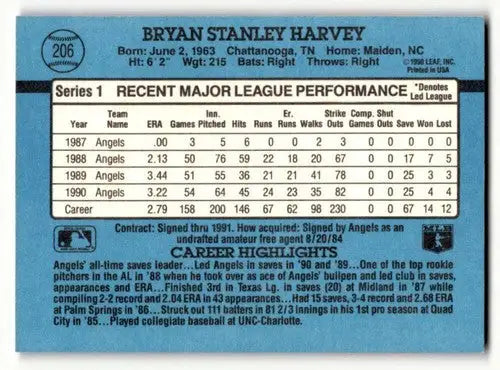 206
BRYAN STANLEY HARVEY
Born: June 2, 1963 Chattanooga, TN Home: Maiden, NC
Ht: 6' 2" Wgt: 215 Bats: Right Throws: Right
©1990 LEAF, INC.
Printed in USA
Series 1 RECENT MAJOR LEAGUE PERFORMANCE *Denotes Led League
Year Team Name ERA Games Inn. Pitched Hits Runs Er. Runs Walks Strike Outs Comp. Games Shut Outs Save Won Lost
1987 Angels .00 3 5 6 0 0 2 3 0 0 0 0 0
1988 Angels 2.13 50 76 59 22 18 20 67 0 0 17 7 5
1989 Angels 3.44 51 55 36 21 21 41 78 0 0 25 3 3
1990 Angels 3.22 54 64 45 24 23 35 82 0 0 25 4 4
Career 2.79 158 200 146 67 62 98 230 0 0 67 14 12
Contract: Signed thru 1991. How acquired: Signed by Angels as an
undrafted amateur free agent 8/20/84
CAREER HIGHLIGHTS
Angels' all-time saves leader...Led Angels in saves in '90 and '89...One of the top rookie
pitchers in the AL in '88 when he took over as ace of Angels' bullpen and led club in saves,
appearances and ERA...Finished 3rd in Texas Lg. in saves (20) at Midland in '87 while
compiling 2-2 record and 2.04 ERA in 43 appearances...Had 15 saves, 3-4 record and 2.68 ERA
at Palm Springs in '86...Struck out 111 batters in 81 2/3 innings in his 1st pro season at Quad
City in '85...Played collegiate baseball at UNC-Charlotte.
MLB